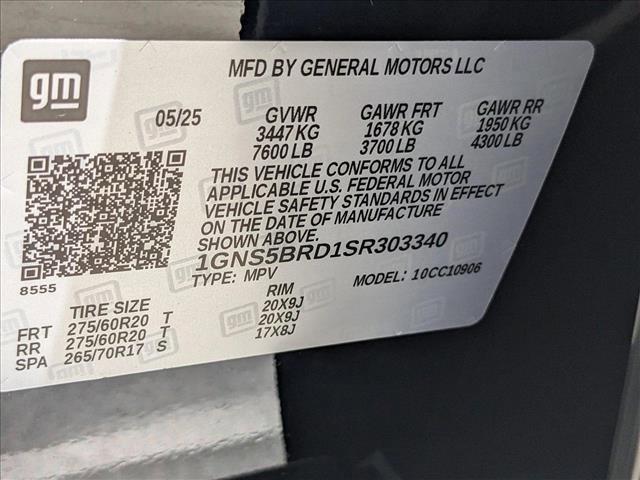 gm
MFD BY GENERAL MOTORS LLC
05/25 GVWR GAWR FRT GAWR RR
3447 KG 1678 KG 1950 KG
7600 LB 3700 LB 4300 LB
THIS VEHICLE CONFORMS TO ALL
APPLICABLE U.S. FEDERAL MOTOR
VEHICLE SAFETY STANDARDS IN EFFECT
ON THE DATE OF MANUFACTURE
SHOWN ABOVE.
1GNS5BRD1SR303340
8555
TYPE: MPV MODEL: 10CC10906
TIRE SIZE RIM
FRT 275/60R20 T 20X9J
RR 275/60R20 T 20X9J
SPA 265/70R17 S 17X8J